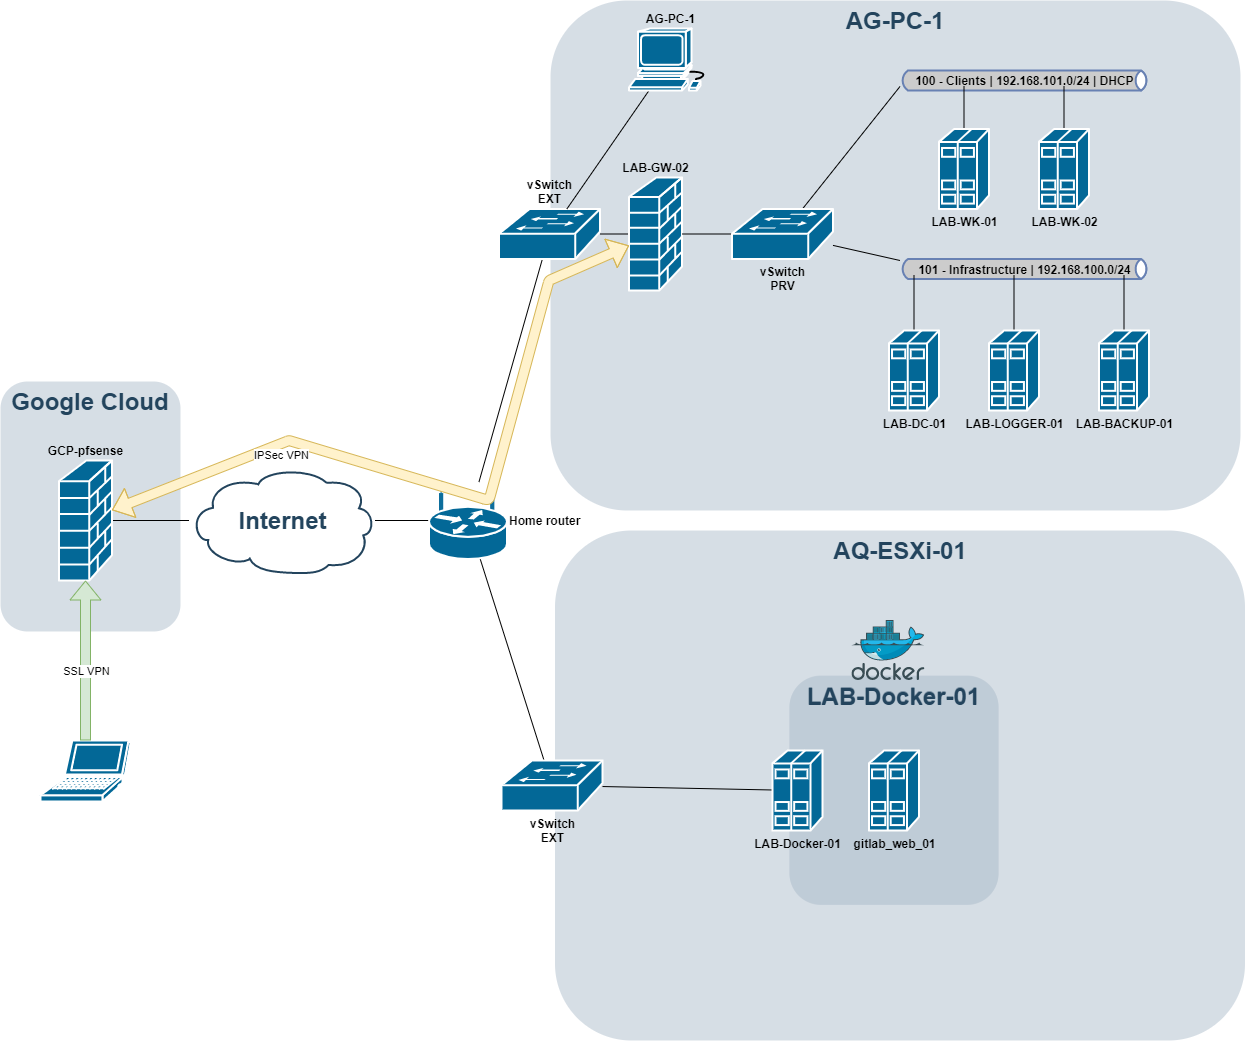 AG-PC-1
AG-PC-1
100 - Clients | 192.168.101.0/24 | DHCP
LAB-GW-02
vSwitch
EXT
LAB-WK-01
LAB-WK-02
vSwitch
PRV
101 - Infrastructure | 192.168.100.0/24
LAB-DC-01
LAB-LOGGER-01
LAB-BACKUP-01
Google Cloud
GCP-pfsense
IPSec VPN
Internet
Home router
AQ-ESXi-01
docker
LAB-Docker-01
SSL VPN
vSwitch
EXT
LAB-Docker-01
gitlab_web_01